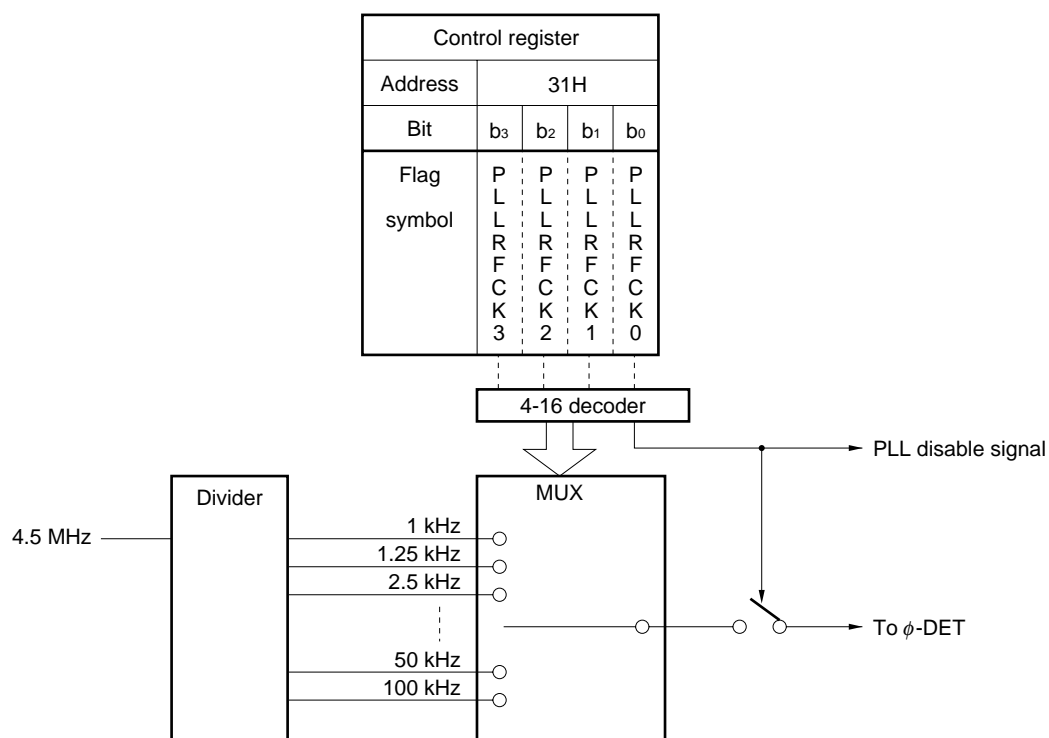 Control register
Address 31H
Bit b3 b2 b1 b0
Flag symbol PLLRFCK3 PLLRFCK2 PLLRFCK1 PLLRFCK0
4-16 decoder
PLL disable signal
Divider
MUX
4.5 MHz
1 kHz
1.25 kHz
2.5 kHz
To ϕ-DET
50 kHz
100 kHz